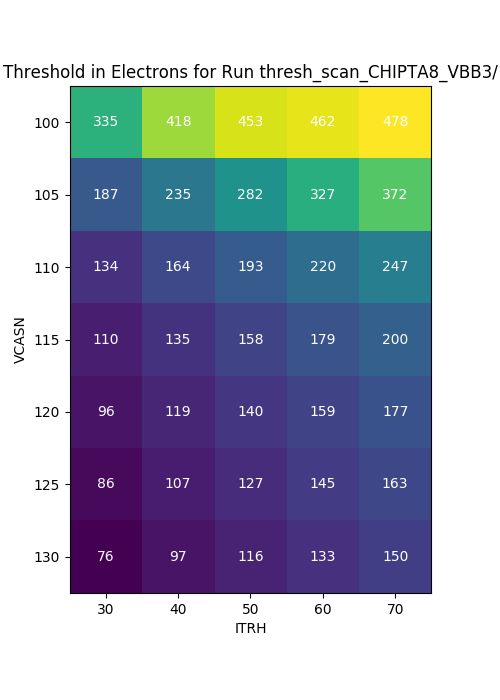 Threshold in Electrons for Run thresh_scan_CHIPTA8_VBB3/
100 335 418 453 462 478
105 187 235 282 327 372
110 134 164 193 220 247
115 110 135 158 179 200
120 96 119 140 159 177
125 86 107 127 145 163
130 76 97 116 133 150
VCASN
30 40 50 60 70
ITRH